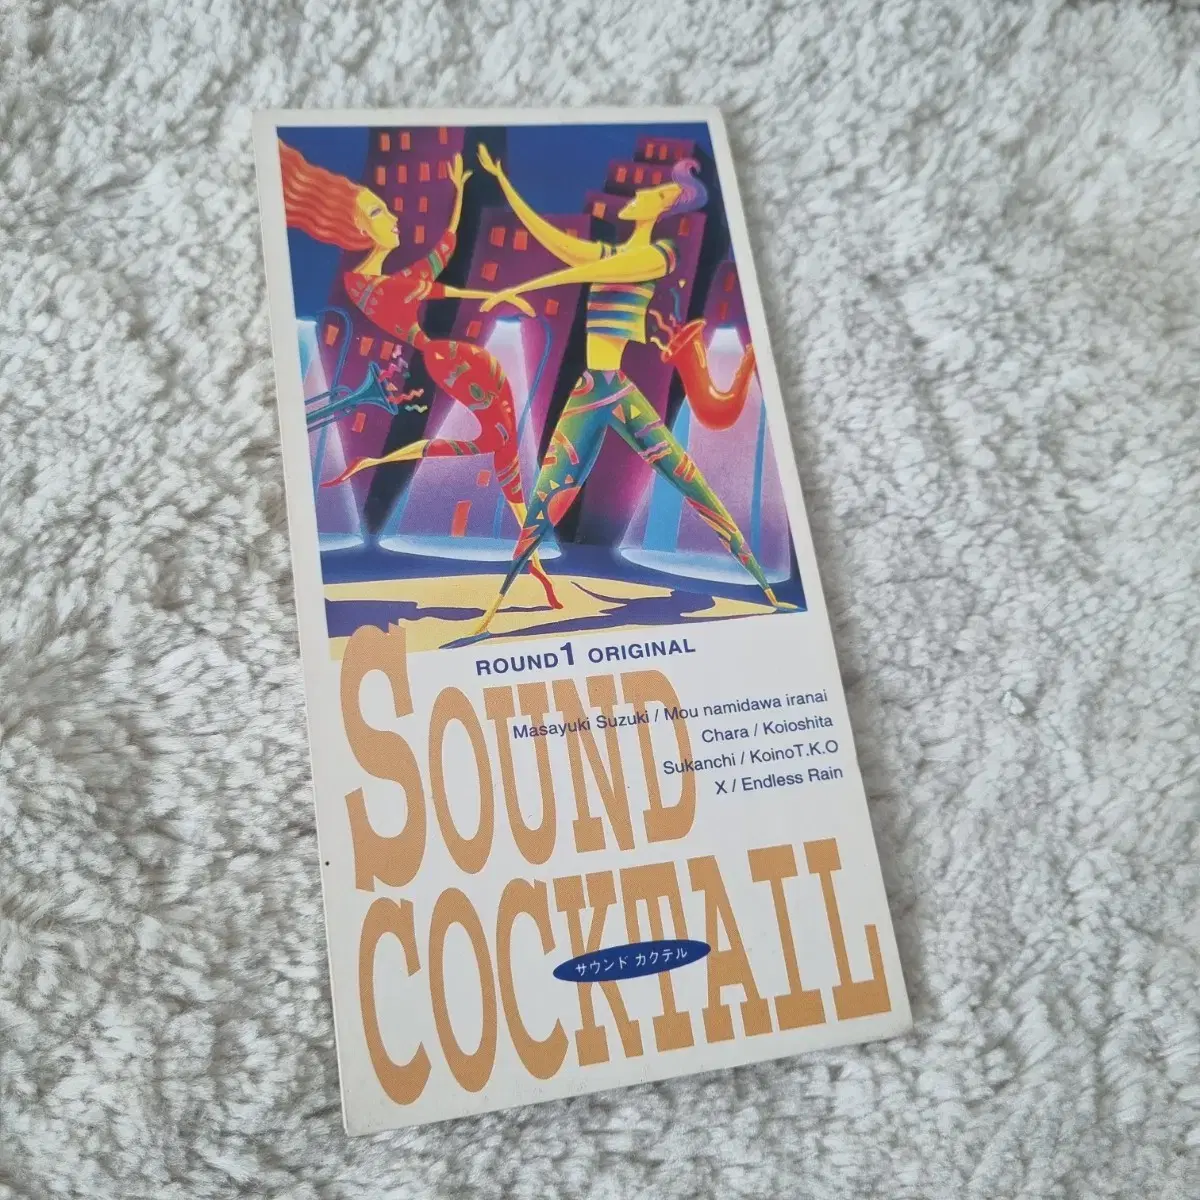 ROUND1 ORIGINAL
SOUND
Masayuki Suzuki / Mou namidawa iranai
Chara / Koioshita
Sukanchi / KoinoT.K.O
X / Endless Rain
COCKTAIL
サウンド カクテル